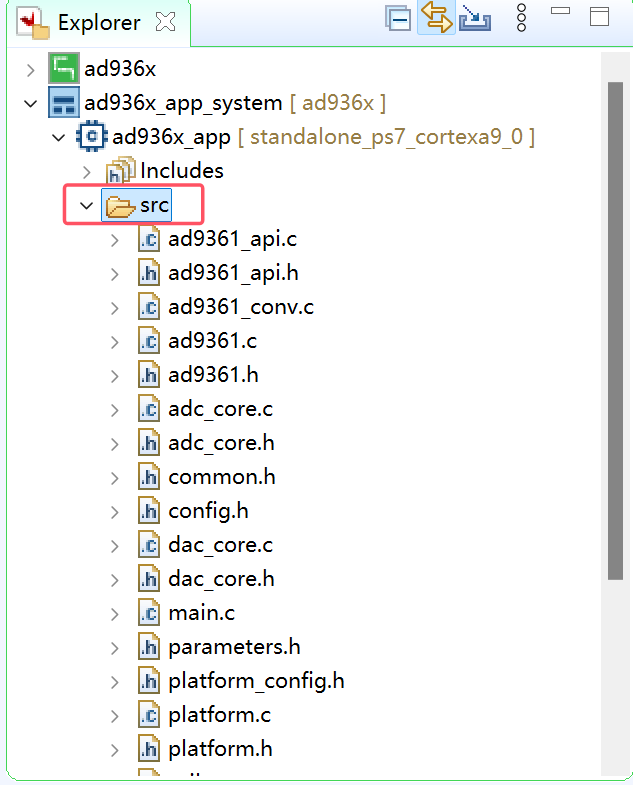 Explorer
ad936x
ad936x_app_system [ ad936x ]
ad936x_app [ standalone_ps7_cortexa9_0 ]
Includes
src
ad9361_api.c
ad9361_api.h
ad9361_conv.c
ad9361.c
ad9361.h
adc_core.c
adc_core.h
common.h
config.h
dac_core.c
dac_core.h
main.c
parameters.h
platform_config.h
platform.c
platform.h